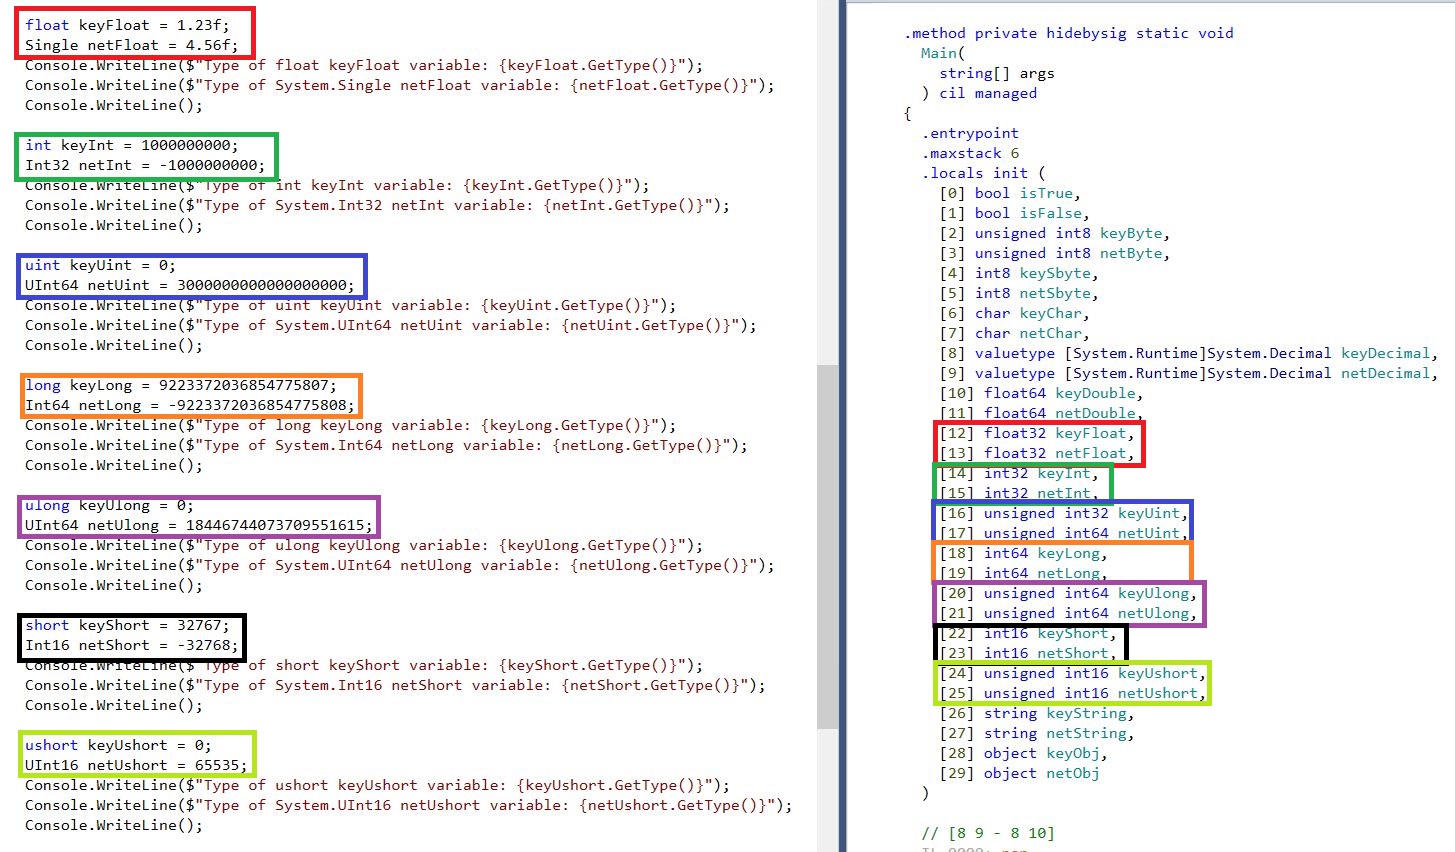 float keyFloat = 1.23f;
Single netFloat = 4.56f;
Console.WriteLine($"Type of float keyFloat variable: {keyFloat.GetType()}");
Console.WriteLine($"Type of System.Single netFloat variable: {netFloat.GetType()}");
Console.WriteLine();
int keyInt = 1000000000;
Int32 netInt = -1000000000;
Console.WriteLine($"Type of int keyInt variable: {keyInt.GetType()}");
Console.WriteLine($"Type of System.Int32 netInt variable: {netInt.GetType()}");
Console.WriteLine();
uint keyUint = 0;
UInt64 netUint = 3000000000000000000;
Console.WriteLine($"Type of uint keyUint variable: {keyUint.GetType()}");
Console.WriteLine($"Type of System.UInt64 netUint variable: {netUint.GetType()}");
Console.WriteLine();
long keyLong = 9223372036854775807;
Int64 netLong = -9223372036854775808;
Console.WriteLine($"Type of long keyLong variable: {keyLong.GetType()}");
Console.WriteLine($"Type of System.Int64 netLong variable: {netLong.GetType()}");
Console.WriteLine();
ulong keyUlong = 0;
UInt64 netUlong = 18446744073709551615;
Console.WriteLine($"Type of ulong keyUlong variable: {keyUlong.GetType()}");
Console.WriteLine($"Type of System.UInt64 netUlong variable: {netUlong.GetType()}");
Console.WriteLine();
short keyShort = 32767;
Int16 netShort = -32768;
Console.WriteLine($"Type of short keyShort variable: {keyShort.GetType()}");
Console.WriteLine($"Type of System.Int16 netShort variable: {netShort.GetType()}");
Console.WriteLine();
ushort keyUshort = 0;
UInt16 netUshort = 65535;
Console.WriteLine($"Type of ushort keyUshort variable: {keyUshort.GetType()}");
Console.WriteLine($"Type of System.UInt16 netUshort variable: {netUshort.GetType()}");
Console.WriteLine();
.method private hidebysig static void
Main(
string[] args
) cil managed
{
.entrypoint
.maxstack 6
.locals init (
[0] bool isTrue,
[1] bool isFalse,
[2] unsigned int8 keyByte,
[3] unsigned int8 netByte,
[4] int8 keySbyte,
[5] int8 netSbyte,
[6] char keyChar,
[7] char netChar,
[8] valuetype [System.Runtime]System.Decimal keyDecimal,
[9] valuetype [System.Runtime]System.Decimal netDecimal,
[10] float64 keyDouble,
[11] float64 netDouble,
[12] float32 keyFloat,
[13] float32 netFloat,
[14] int32 keyInt,
[15] int32 netInt,
[16] unsigned int32 keyUint,
[17] unsigned int64 netUint,
[18] int64 keyLong,
[19] int64 netLong,
[20] unsigned int64 keyUlong,
[21] unsigned int64 netUlong,
[22] int16 keyShort,
[23] int16 netShort,
[24] unsigned int16 keyUshort,
[25] unsigned int16 netUshort,
[26] string keyString,
[27] string netString,
[28] object keyObj,
[29] object netObj
)
// [8 9 - 8 10]